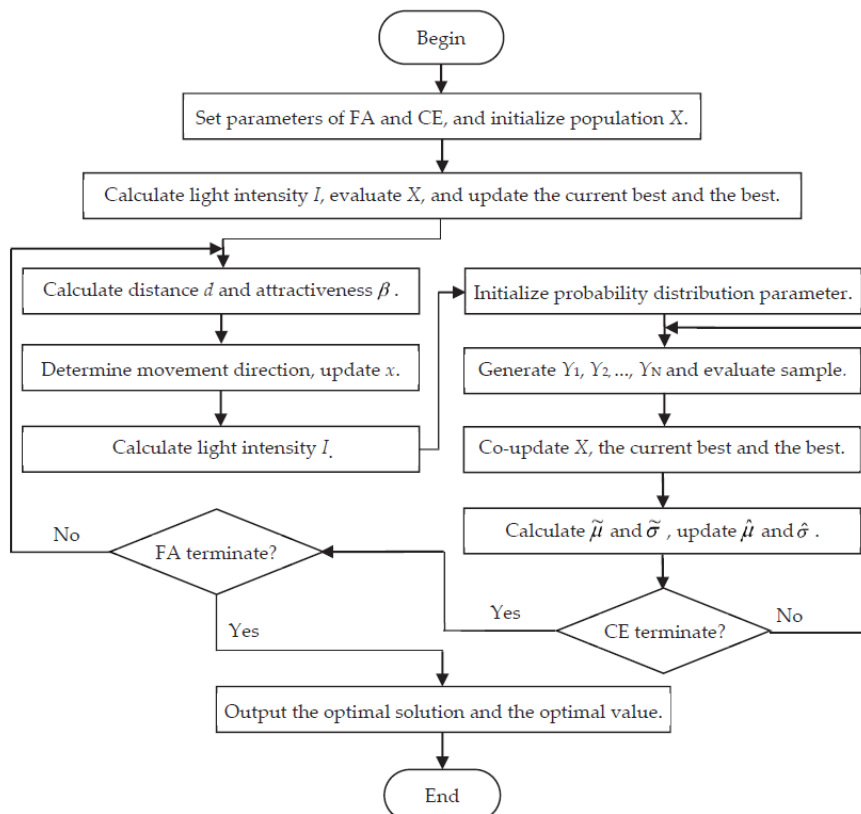 Begin
Set parameters of FA and CE, and initialize population X.
Calculate light intensity I, evaluate X, and update the current best and the best.
Calculate distance d and attractiveness β .
Determine movement direction, update x.
Calculate light intensity I.
Initialize probability distribution parameter.
Generate Y₁, Y₂, ..., Y_N and evaluate sample.
Co-update X, the current best and the best.
Calculate μ̃ and σ̃ , update μ̂ and σ̂ .
CE terminate?
Yes
No
FA terminate?
No
Yes
Output the optimal solution and the optimal value.
End